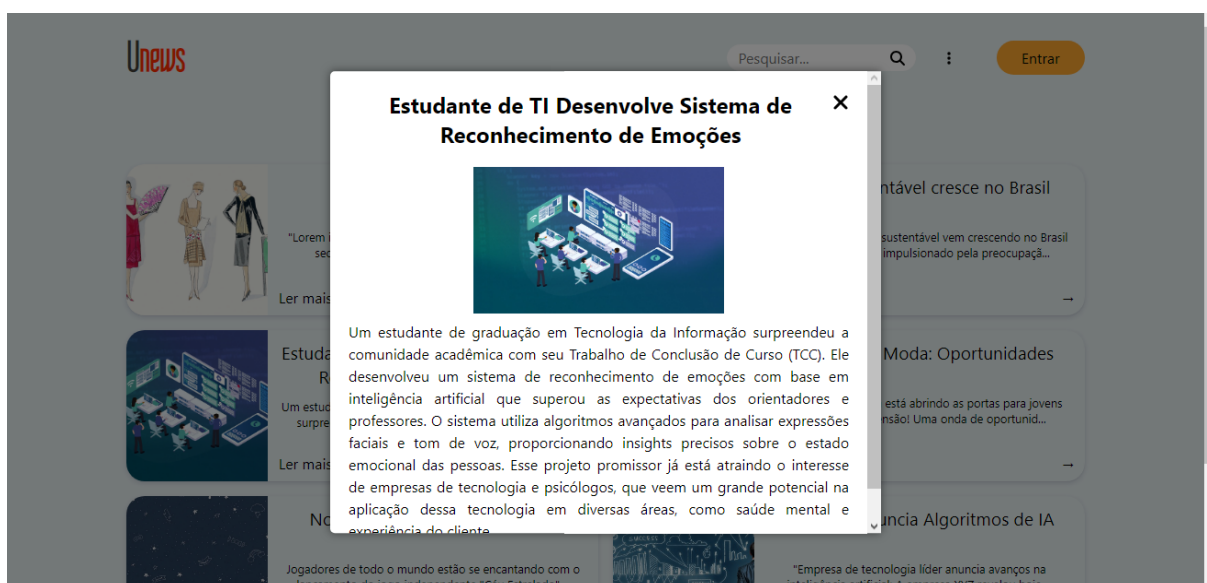 Unews
Pesquisar...
Entrar
Estudante de TI Desenvolve Sistema de
Reconhecimento de Emoções
Um estudante de graduação em Tecnologia da Informação surpreendeu a
comunidade acadêmica com seu Trabalho de Conclusão de Curso (TCC). Ele
desenvolveu um sistema de reconhecimento de emoções com base em
inteligência artificial que superou as expectativas dos orientadores e
professores. O sistema utiliza algoritmos avançados para analisar expressões
faciais e tom de voz, proporcionando insights precisos sobre o estado
emocional das pessoas. Esse projeto promissor já está atraindo o interesse
de empresas de tecnologia e psicólogos, que veem um grande potencial na
aplicação dessa tecnologia em diversas áreas, como saúde mental e
experiência do cliente
"Lorem
Ler mais
ntável cresce no Brasil
sustentável vem crescendo no Brasil
impulsionado pela preocupaçã...
→
Estuda
Um estud
surpre
Ler mais
Moda: Oportunidades
está abrindo as portas para jovens
nsão! Uma onda de oportunid...
→
No
Jogadores de todo o mundo estão se encantando com o
uncia Algoritmos de IA
"Empresa de tecnologia líder anuncia avanços na